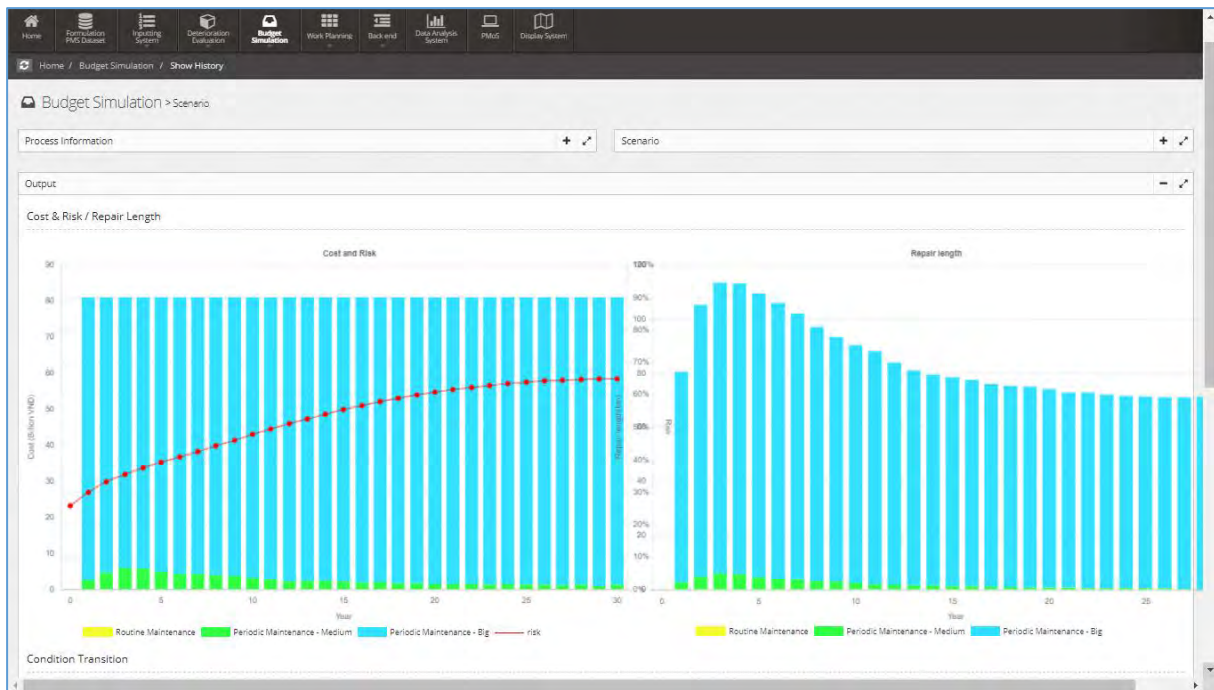 Home
Formulation
PMS Dataset
Inputting
System
Deterioration
Evaluation
Budget
Simulation
Work Planning
Back end
Data Analysis
System
PMoS
Display System
Home / Budget Simulation / Show History
Budget Simulation > Scenario
Process Information
Scenario
Output
Cost & Risk / Repair Length
Cost and Risk
90
80
70
60
50
40
30
20
10
0
Cost (Billion VND)
0 5 10 15 20 25 30
Year
Routine Maintenance Periodic Maintenance - Medium Periodic Maintenance - Big risk
Repair length
90%
100
80%
70%
80
60%
Risk
40%
40
30%
20%
20
10%
0 5 10 15 20 25
Year
Routine Maintenance Periodic Maintenance - Medium Periodic Maintenance - Big
Condition Transition